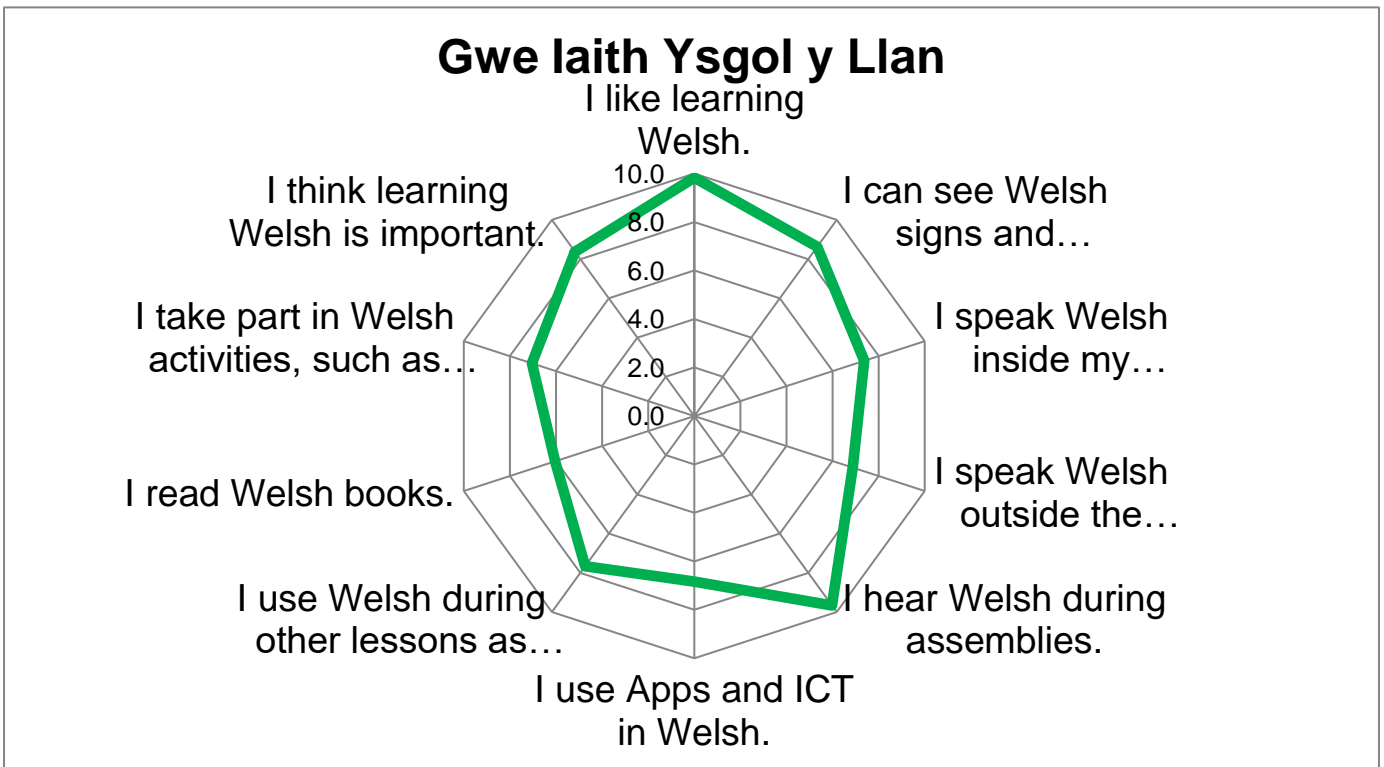 Gwe Iaith Ysgol y Llan
I like learning
Welsh.
I can see Welsh
signs and…
I speak Welsh
inside my…
I speak Welsh
outside the…
I hear Welsh during
assemblies.
I use Apps and ICT
in Welsh.
I use Welsh during
other lessons as…
I read Welsh books.
I take part in Welsh
activities, such as…
I think learning
Welsh is important.
10.0
8.0
6.0
4.0
2.0
0.0